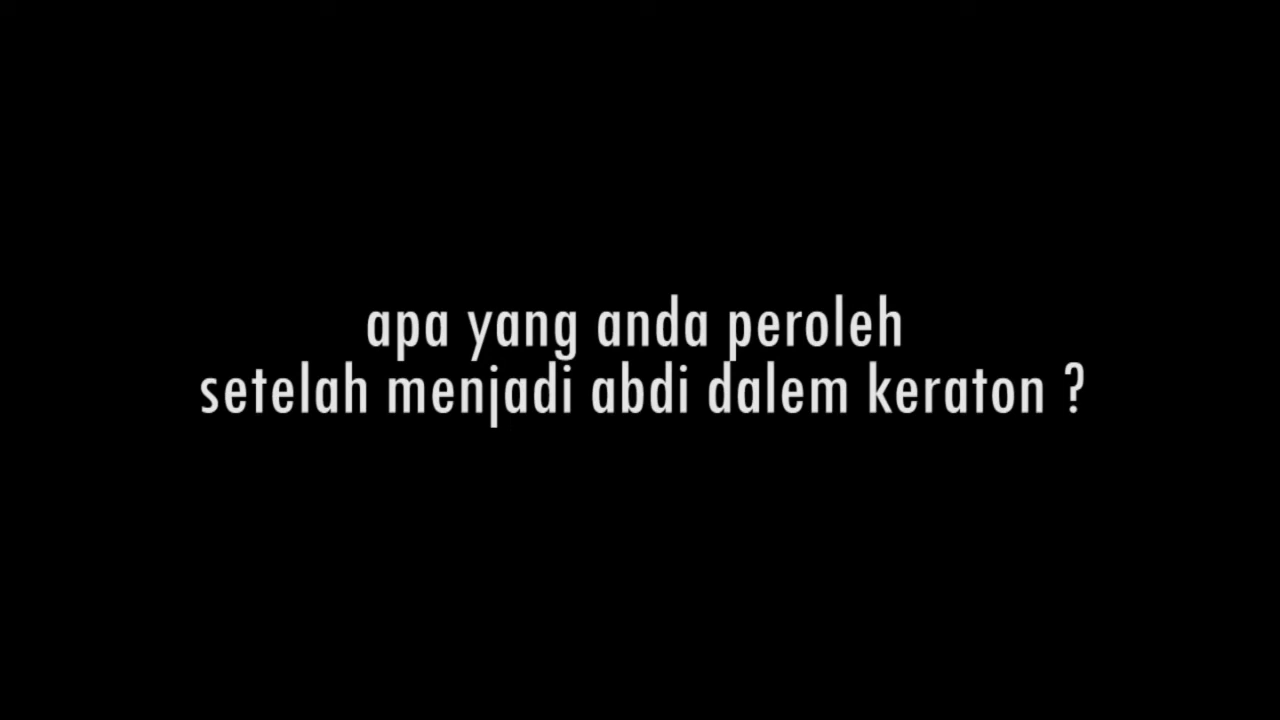 apa yang anda peroleh
setelah menjadi abdi dalem keraton ?